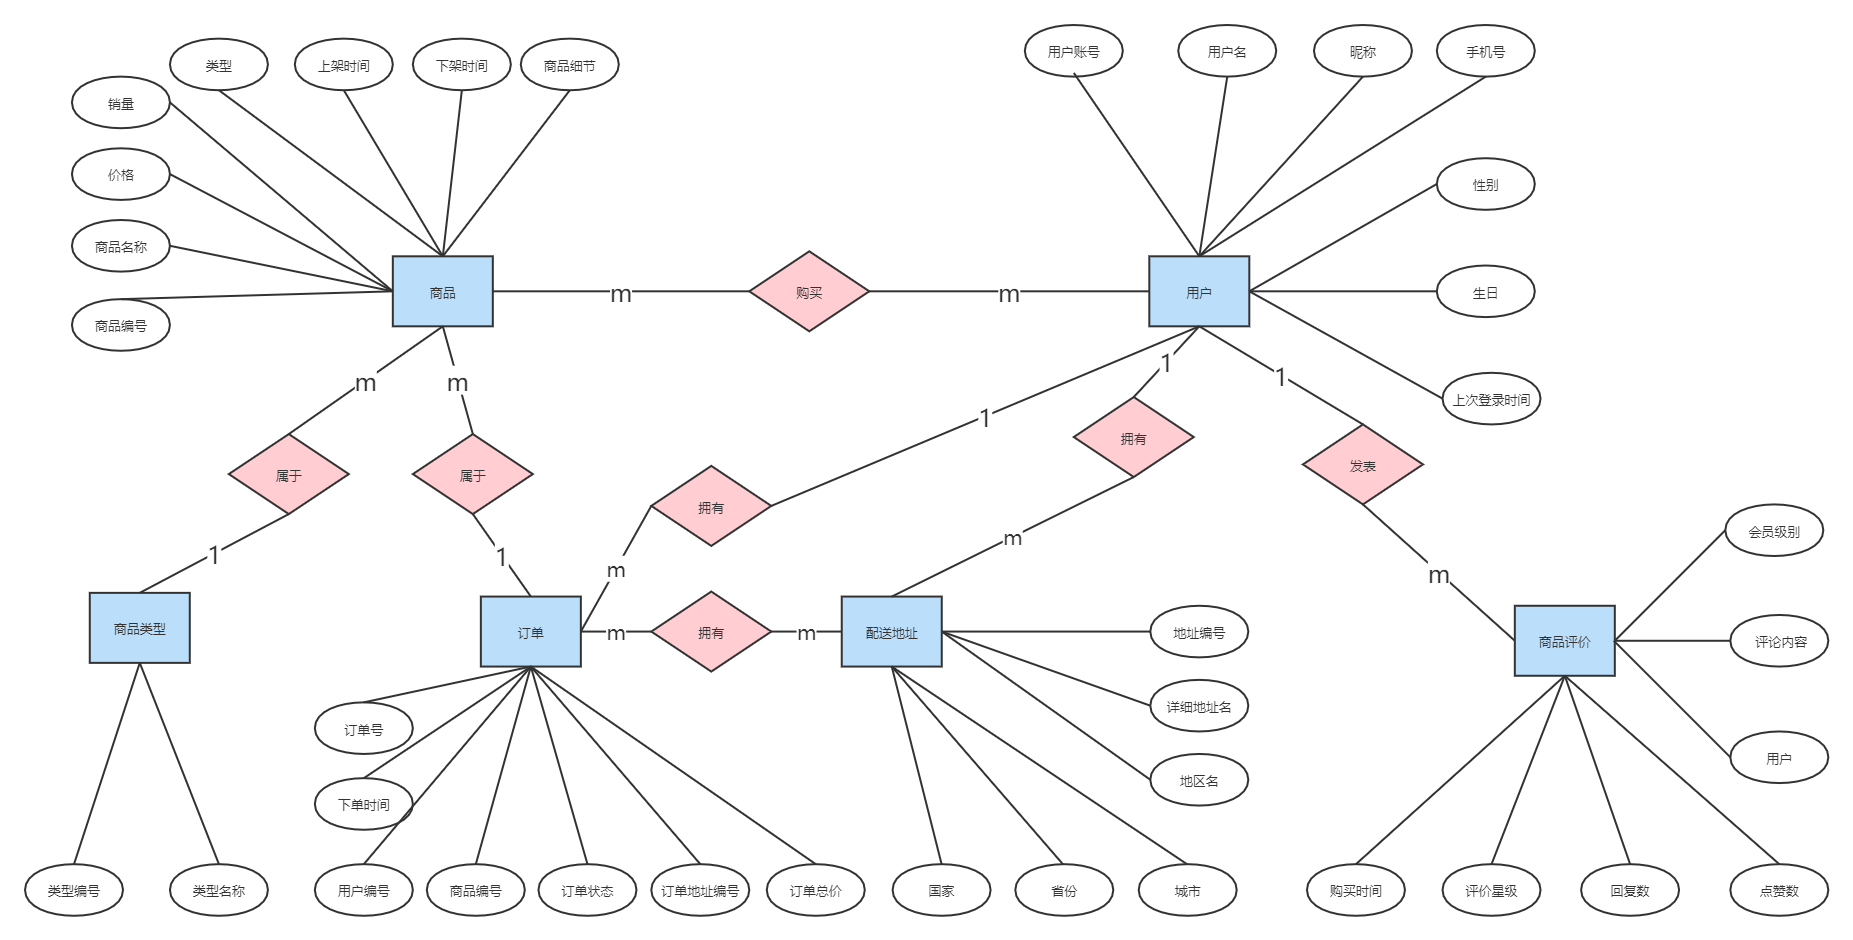 用户账号
用户名
昵称
手机号
类型
上架时间
下架时间
商品细节
销量
价格
性别
商品名称
商品
m
购买
m
用户
生日
商品编号
m
m
1
1
上次登录时间
1
拥有
发表
属于
属于
拥有
会员级别
m
1
1
m
m
商品类型
订单
m
拥有
m
配送地址
地址编号
商品评价
评论内容
详细地址名
订单号
用户
地区名
下单时间
类型编号
类型名称
用户编号
商品编号
订单状态
订单地址编号
订单总价
国家
省份
城市
购买时间
评价星级
回复数
点赞数